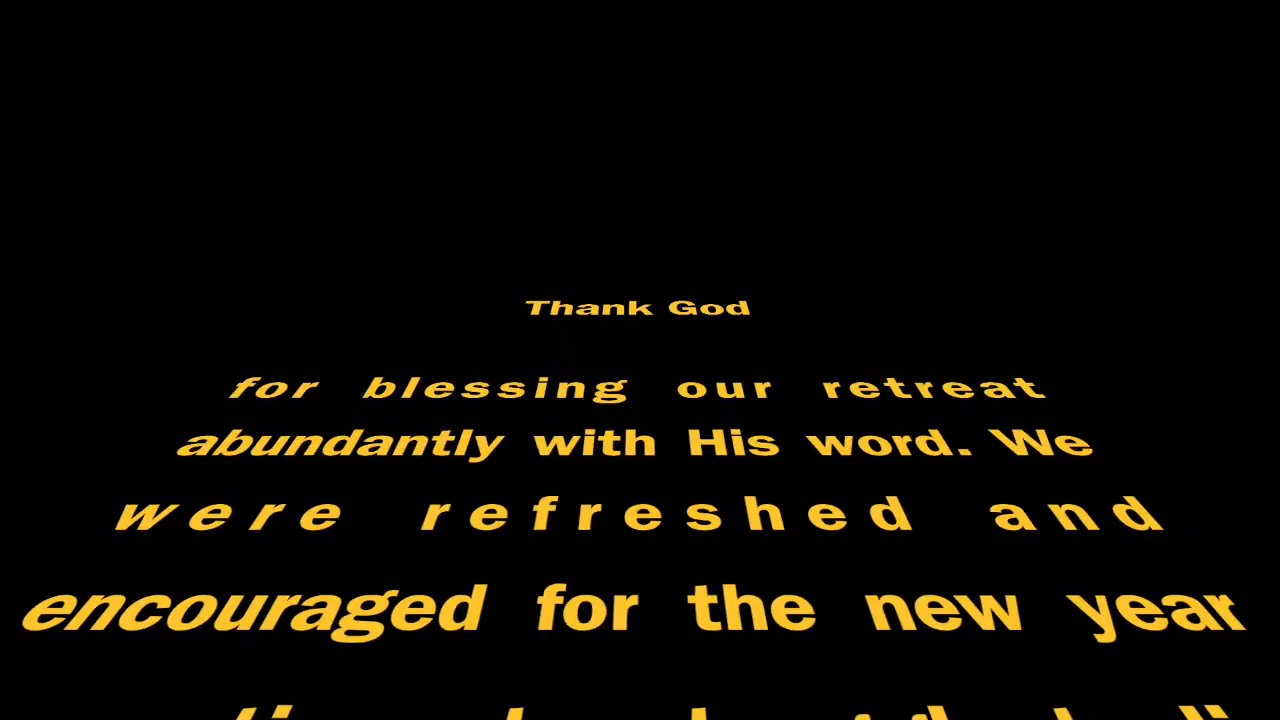 Thank God
for blessing our retreat
abundantly with His word. We
were refreshed and
encouraged for the new year